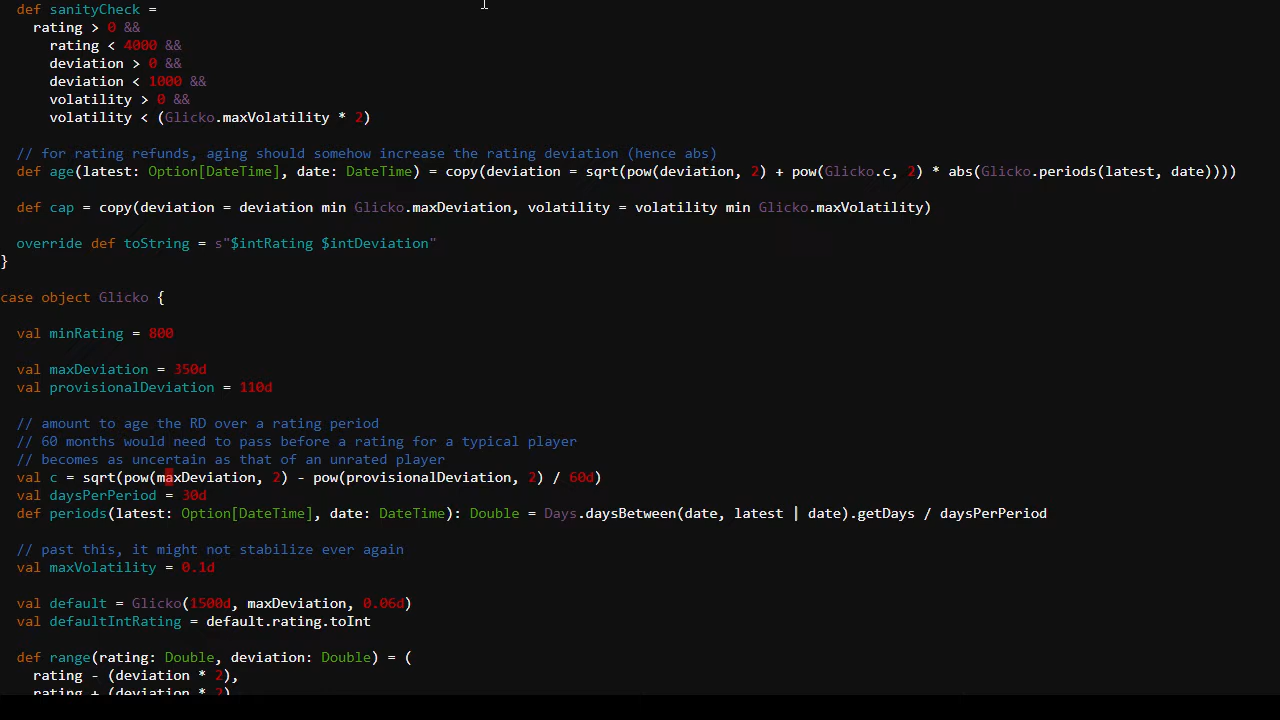 def sanityCheck =
rating > 0 &&
rating < 4000 &&
deviation > 0 &&
deviation < 1000 &&
volatility > 0 &&
volatility < (Glicko.maxVolatility * 2)
// for rating refunds, aging should somehow increase the rating deviation (hence abs)
def age(latest: Option[DateTime], date: DateTime) = copy(deviation = sqrt(pow(deviation, 2) + pow(Glicko.c, 2) * abs(Glicko.periods(latest, date))))
def cap = copy(deviation = deviation min Glicko.maxDeviation, volatility = volatility min Glicko.maxVolatility)
override def toString = s"$intRating $intDeviation"
}
case object Glicko {
val minRating = 800
val maxDeviation = 350d
val provisionalDeviation = 110d
// amount to age the RD over a rating period
// 60 months would need to pass before a rating for a typical player
// becomes as uncertain as that of an unrated player
val c = sqrt(pow(maxDeviation, 2) - pow(provisionalDeviation, 2) / 60d)
val daysPerPeriod = 30d
def periods(latest: Option[DateTime], date: DateTime): Double = Days.daysBetween(date, latest | date).getDays / daysPerPeriod
// past this, it might not stabilize ever again
val maxVolatility = 0.1d
val default = Glicko(1500d, maxDeviation, 0.06d)
val defaultIntRating = default.rating.toInt
def range(rating: Double, deviation: Double) = (
rating - (deviation * 2),
rating + (deviation * 2)